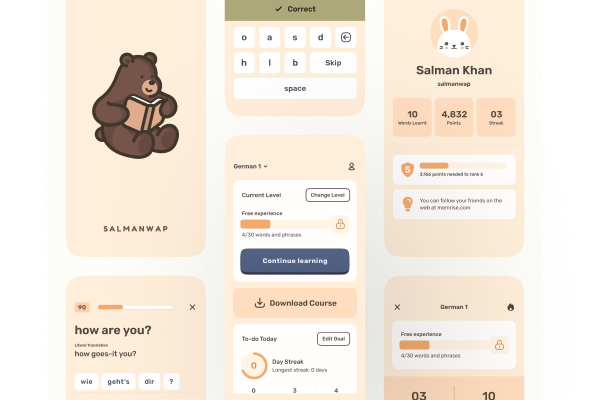 SALMANWAP
90
how are you?
Literal Translation
how goes-it you?
wie geht's dir ?
Correct
o a s d
h l b Skip
space
German 1
Current Level
Change Level
Free experience
4/30 words and phrases
Continue learning
Download Course
To-do Today
Edit Goal
0
Day Streak
Longest streak: 0 days
0 3 4
Salman Khan
salmanwap
10 4,832 03
Words Learnt Points Streak
5
3,166 points needed to rank 6
You can follow your friends on the
web at memrise.com
German 1
Free experience
4/30 words and phrases
03 10